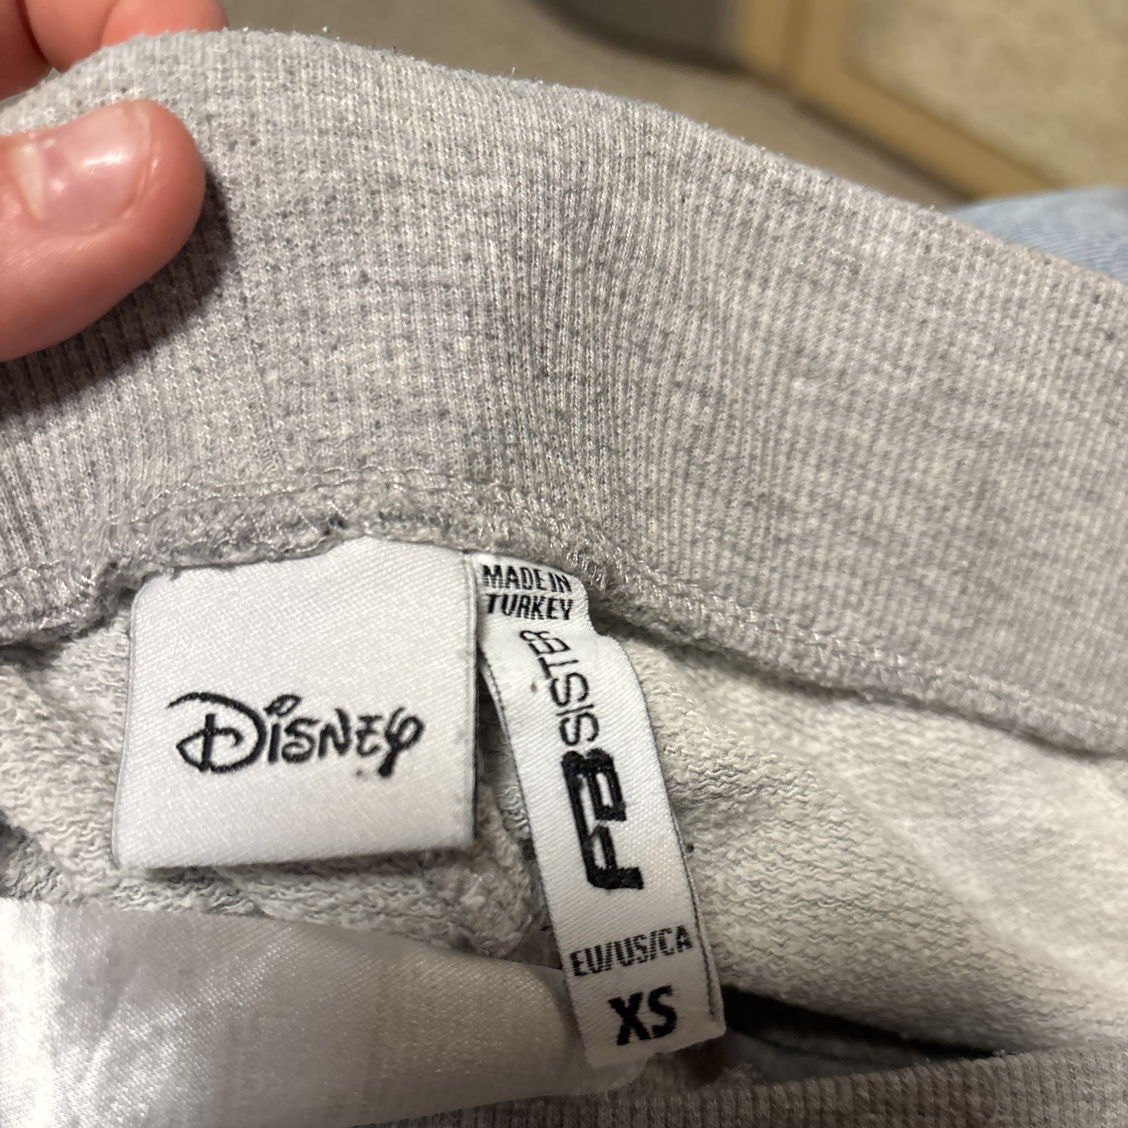 Disney
MADE IN
TURKEY
FB SISTER
EU/US/CA
XS